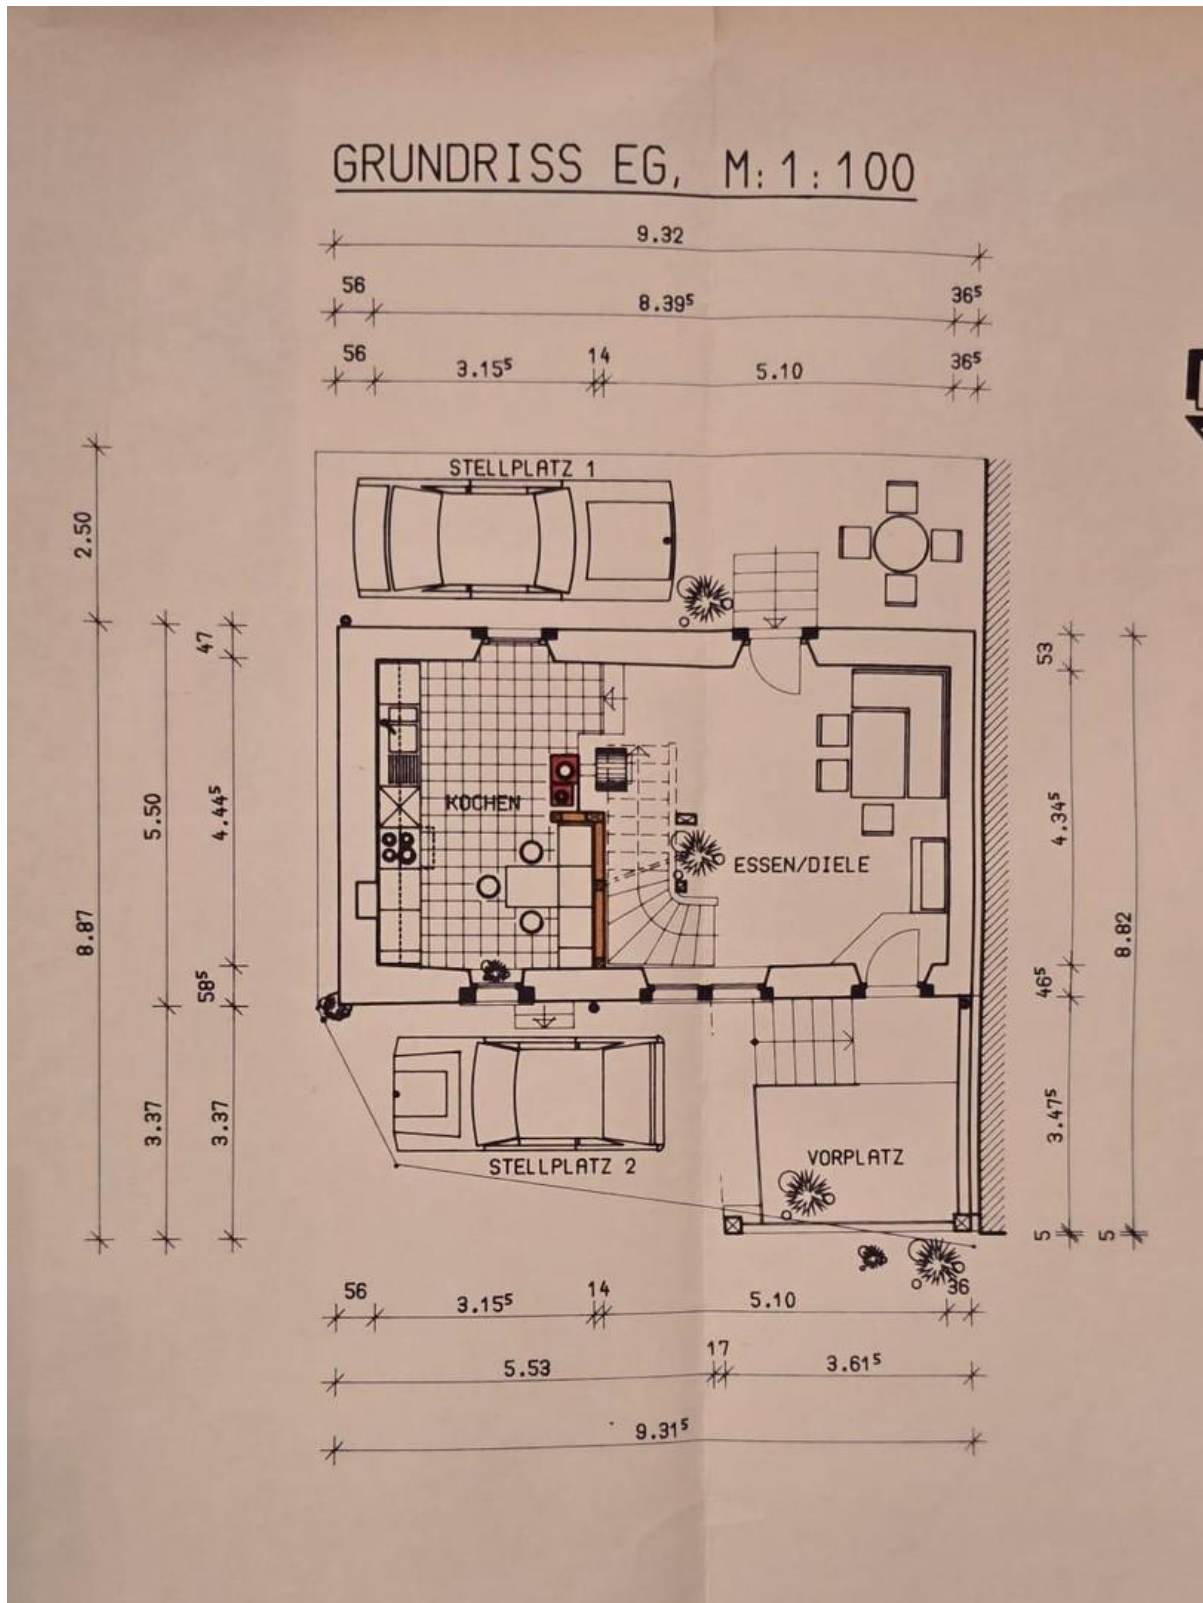 GRUNDRISS EG, M:1:100
9.32
56 8.39⁵ 36⁵
56 3.15⁵ 14 5.10 36⁵
STELLPLATZ 1
2.50
47
53
5.50
4.44⁵
KOCHEN
4.34⁵
ESSEN/DIELE
8.87
8.82
58⁵
46⁵
3.37
3.37
3.47⁵
STELLPLATZ 2
VORPLATZ
5
5
56 3.15⁵ 14 5.10 36
5.53 17 3.61⁵
9.31⁵